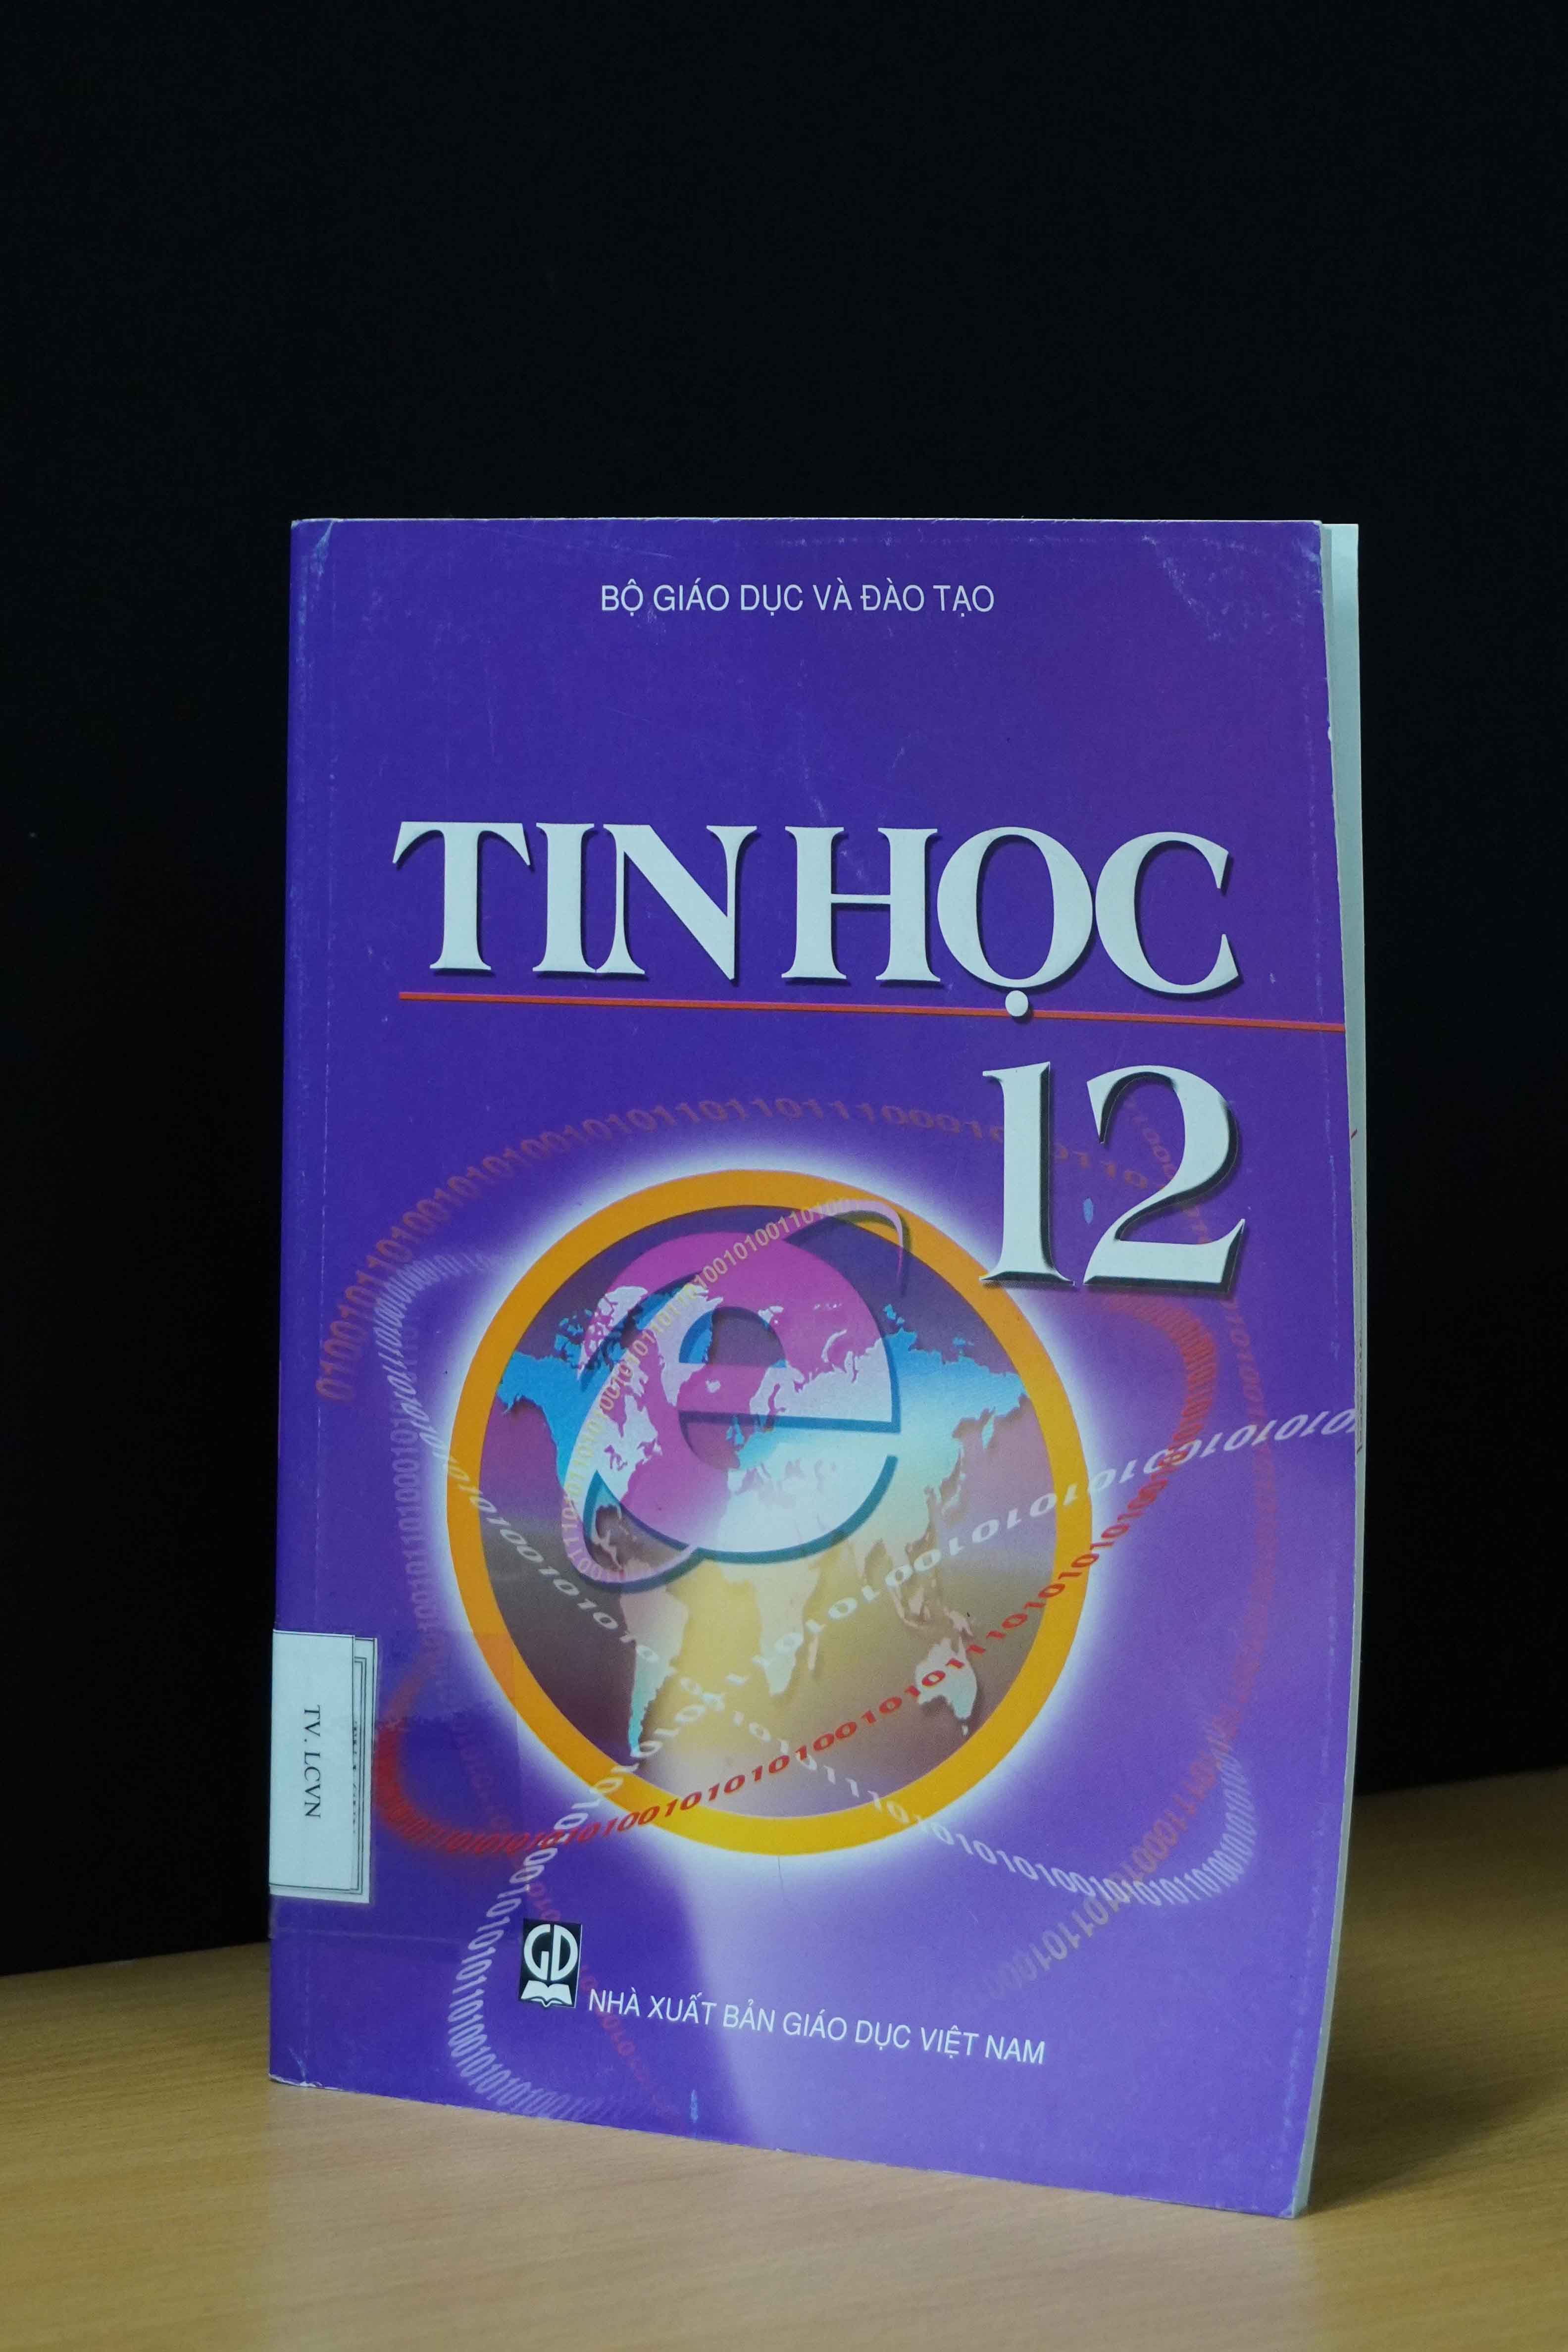 BỘ GIÁO DỤC VÀ ĐÀO TẠO
TIN HỌC
12
e
TV. LCVN
GD
NHÀ XUẤT BẢN GIÁO DỤC VIỆT NAM